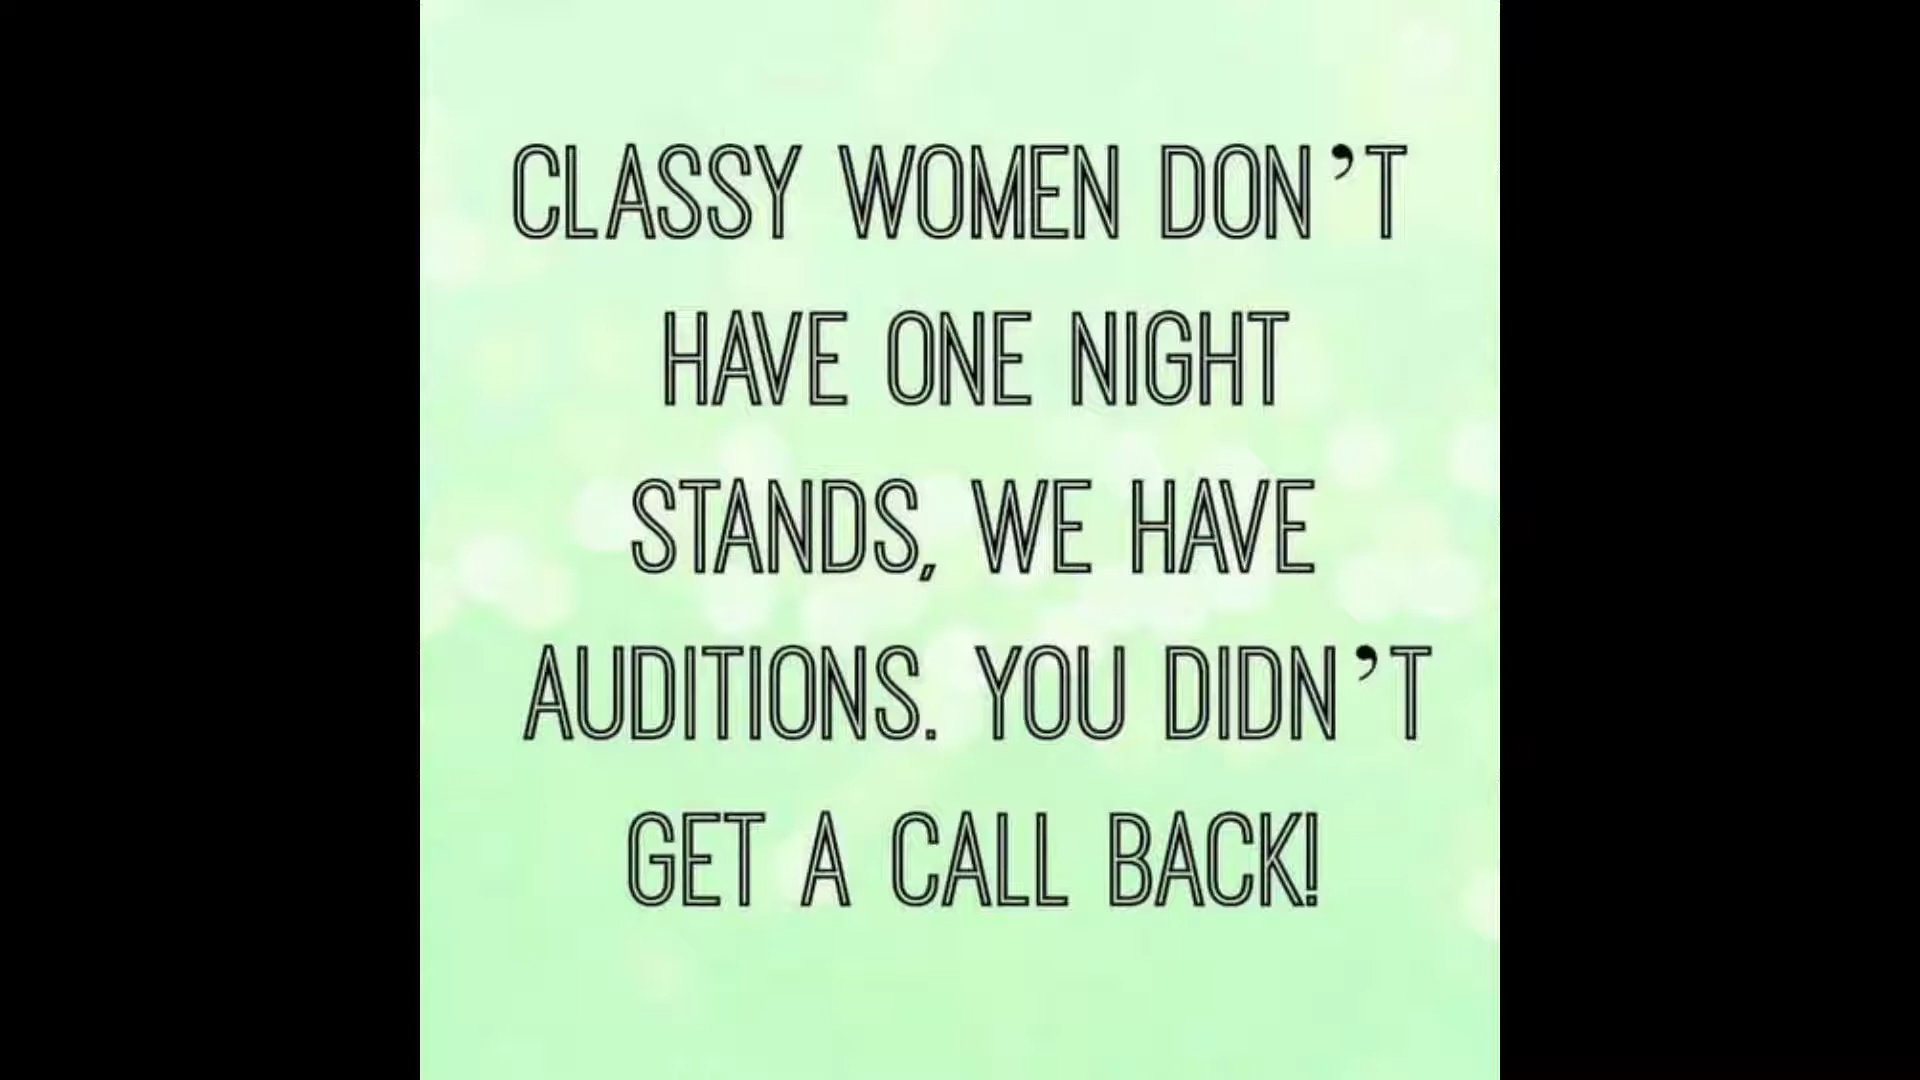 CLASSY WOMEN DON’T
HAVE ONE NIGHT
STANDS, WE HAVE
AUDITIONS. YOU DIDN’T
GET A CALL BACK!